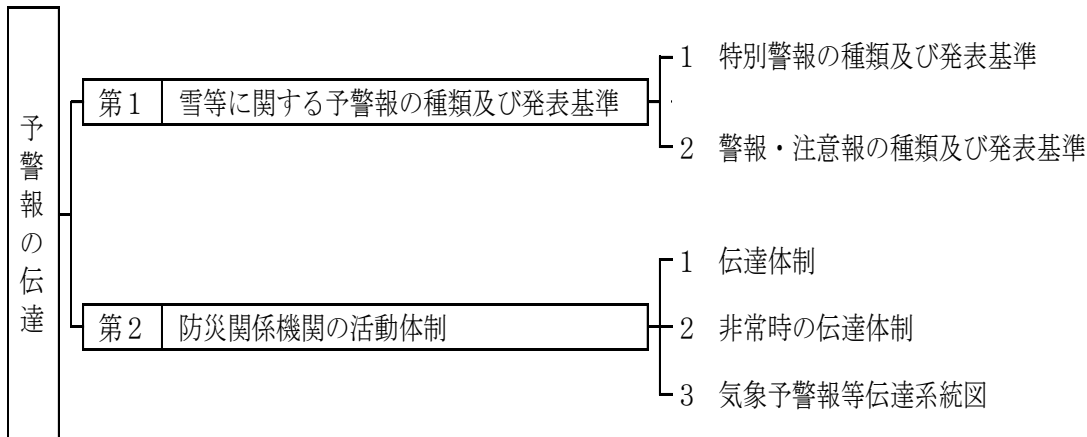 予警報の伝達
第1 雪等に関する予警報の種類及び発表基準
1 特別警報の種類及び発表基準
2 警報・注意報の種類及び発表基準
第2 防災関係機関の活動体制
1 伝達体制
2 非常時の伝達体制
3 気象予警報等伝達系統図